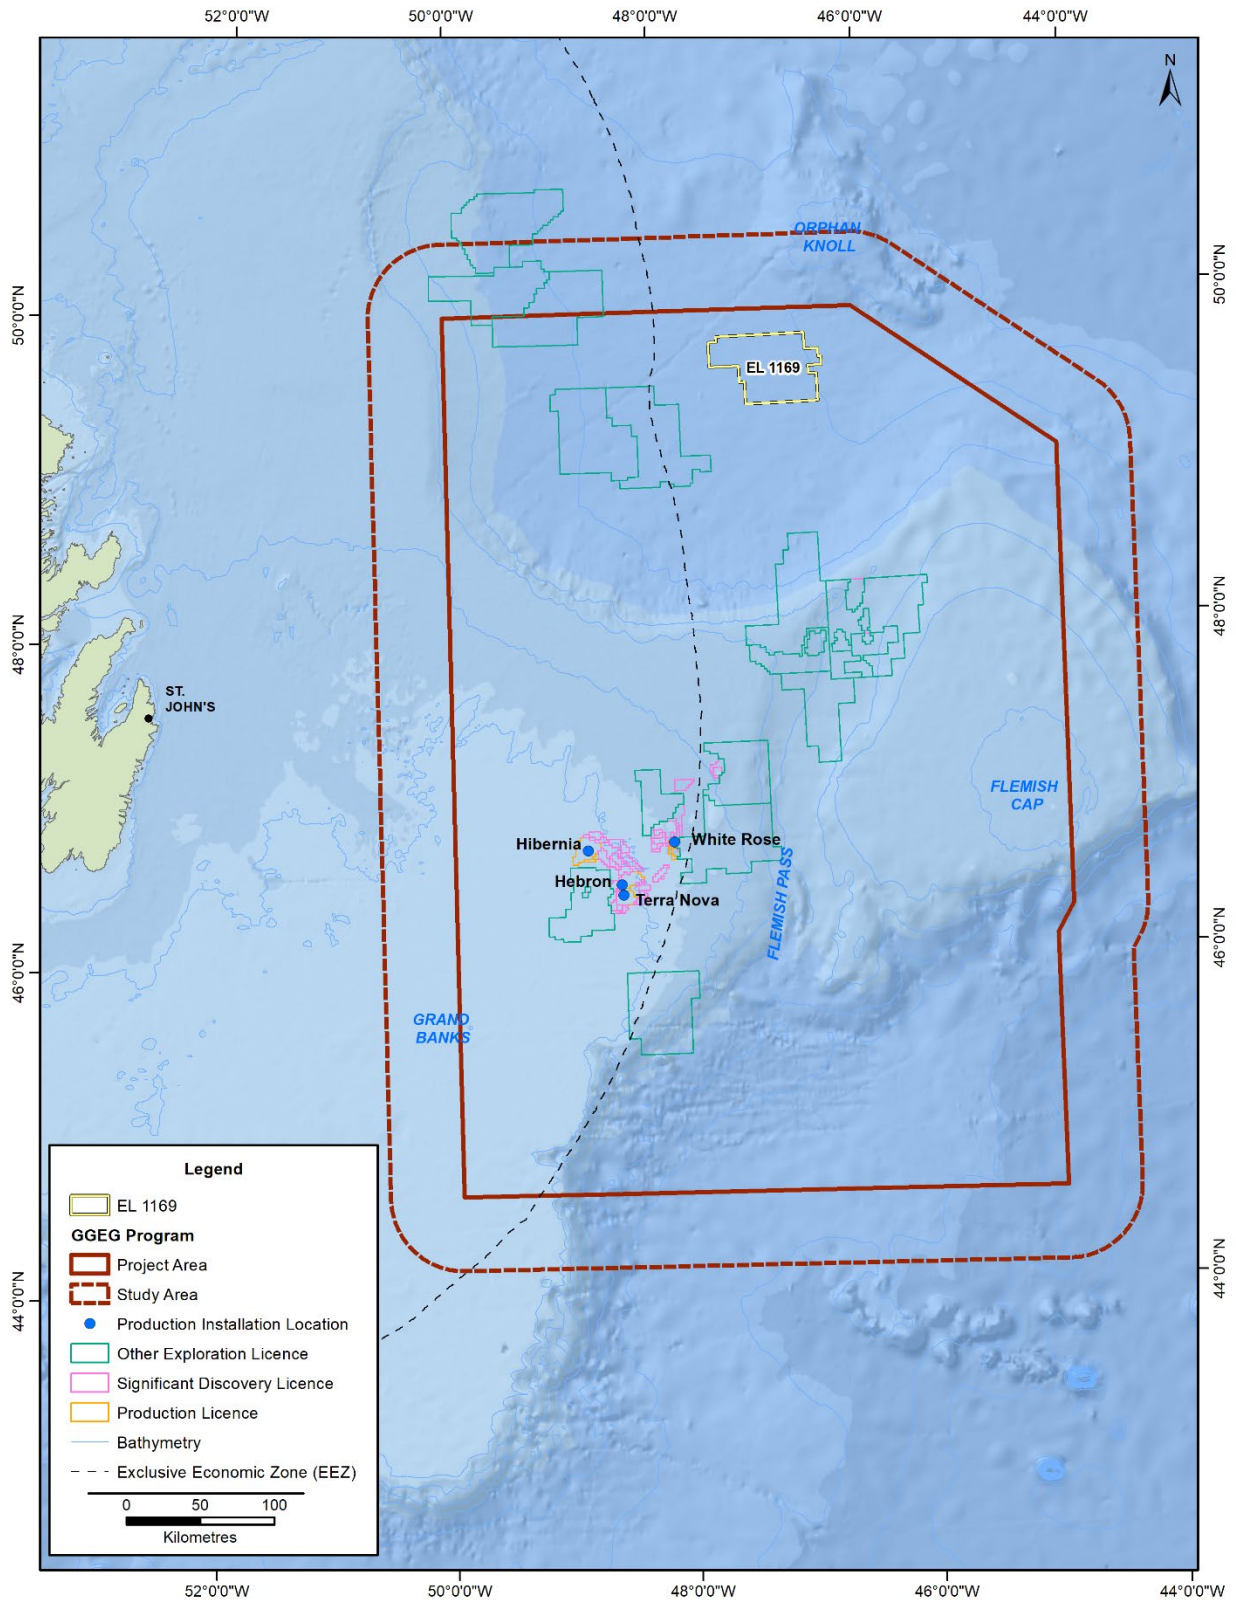 52°0'0"W
50°0'0"W
48°0'0"W
46°0'0"W
44°0'0"W
N
ORPHAN
KNOLL
50°0'0"N
50°0'0"N
EL 1169
48°0'0"N
48°0'0"N
ST.
JOHN'S
FLEMISH
CAP
Hibernia
White Rose
Hebron
Terra Nova
FLEMISH PASS
46°0'0"N
46°0'0"N
GRAND
BANKS
44°0'0"N
44°0'0"N
Legend
EL 1169
GGEG Program
Project Area
Study Area
Production Installation Location
Other Exploration Licence
Significant Discovery Licence
Production Licence
Bathymetry
Exclusive Economic Zone (EEZ)
0 50 100
Kilometres
52°0'0"W
50°0'0"W
48°0'0"W
46°0'0"W
44°0'0"W